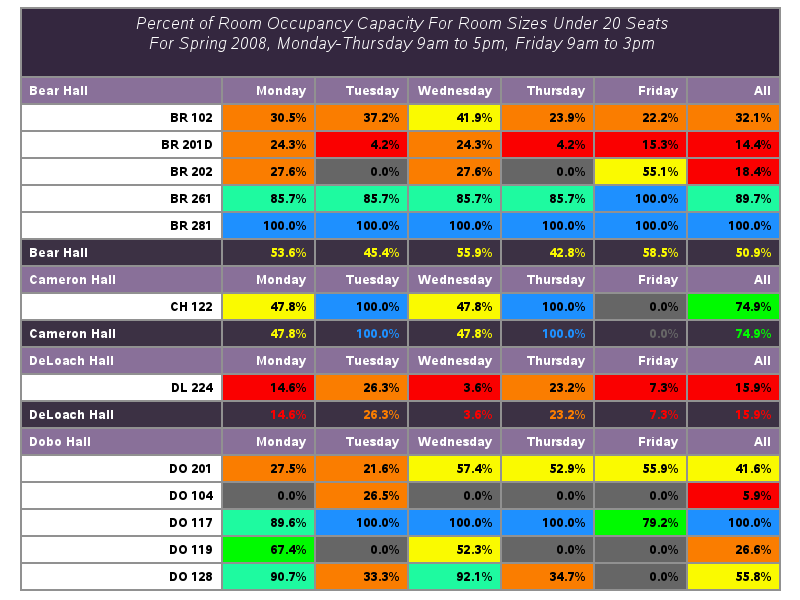 Percent of Room Occupancy Capacity For Room Sizes Under 20 Seats
For Spring 2008, Monday-Thursday 9am to 5pm, Friday 9am to 3pm
Bear Hall Monday Tuesday Wednesday Thursday Friday All
BR 102 30.5% 37.2% 41.9% 23.9% 22.2% 32.1%
BR 201D 24.3% 4.2% 24.3% 4.2% 15.3% 14.4%
BR 202 27.6% 0.0% 27.6% 0.0% 55.1% 18.4%
BR 261 85.7% 85.7% 85.7% 85.7% 100.0% 89.7%
BR 281 100.0% 100.0% 100.0% 100.0% 100.0% 100.0%
Bear Hall 53.6% 45.4% 55.9% 42.8% 58.5% 50.9%
Cameron Hall Monday Tuesday Wednesday Thursday Friday All
CH 122 47.8% 100.0% 47.8% 100.0% 0.0% 74.9%
Cameron Hall 47.8% 100.0% 47.8% 100.0% 0.0% 74.9%
DeLoach Hall Monday Tuesday Wednesday Thursday Friday All
DL 224 14.6% 26.3% 3.6% 23.2% 7.3% 15.9%
DeLoach Hall 14.6% 26.3% 3.6% 23.2% 7.3% 15.9%
Dobo Hall Monday Tuesday Wednesday Thursday Friday All
DO 201 27.5% 21.6% 57.4% 52.9% 55.9% 41.6%
DO 104 0.0% 26.5% 0.0% 0.0% 0.0% 5.9%
DO 117 89.6% 100.0% 100.0% 100.0% 79.2% 100.0%
DO 119 67.4% 0.0% 52.3% 0.0% 0.0% 26.6%
DO 128 90.7% 33.3% 92.1% 34.7% 0.0% 55.8%